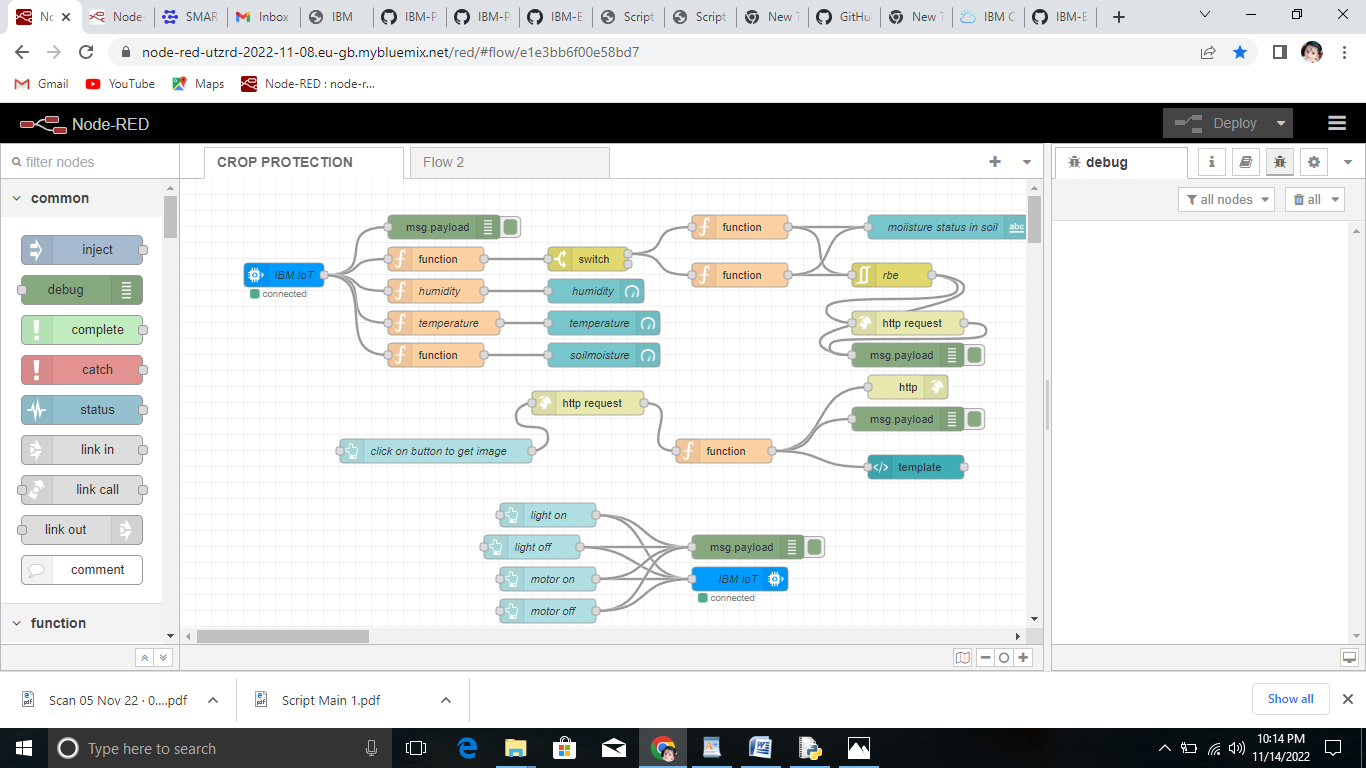 No
Node-
SMAR
Inbox
IBM
IBM-P
IBM-P
IBM-E
Script
Script
New T
GitHu
New T
IBM C
IBM-E
node-red-utzrd-2022-11-08.eu-gb.mybluemix.net/red/#flow/e1e3bb6f00e58bd7
Gmail
YouTube
Maps
Node-RED : node-r...
Node-RED
Deploy
filter nodes
CROP PROTECTION
Flow 2
debug
all nodes
all
common
inject
debug
complete
catch
status
link in
link call
link out
comment
function
msg.payload
function
switch
IBM IoT
connected
humidity
humidity
temperature
temperature
function
soilmoisture
function
moiisture status in soil
abc
function
rbe
http request
msg.payload
http request
http
msg.payload
click on button to get image
function
template
light on
light off
msg.payload
motor on
IBM IoT
connected
motor off
Scan 05 Nov 22 · 0....pdf
Script Main 1.pdf
Show all
Type here to search
10:14 PM
11/14/2022